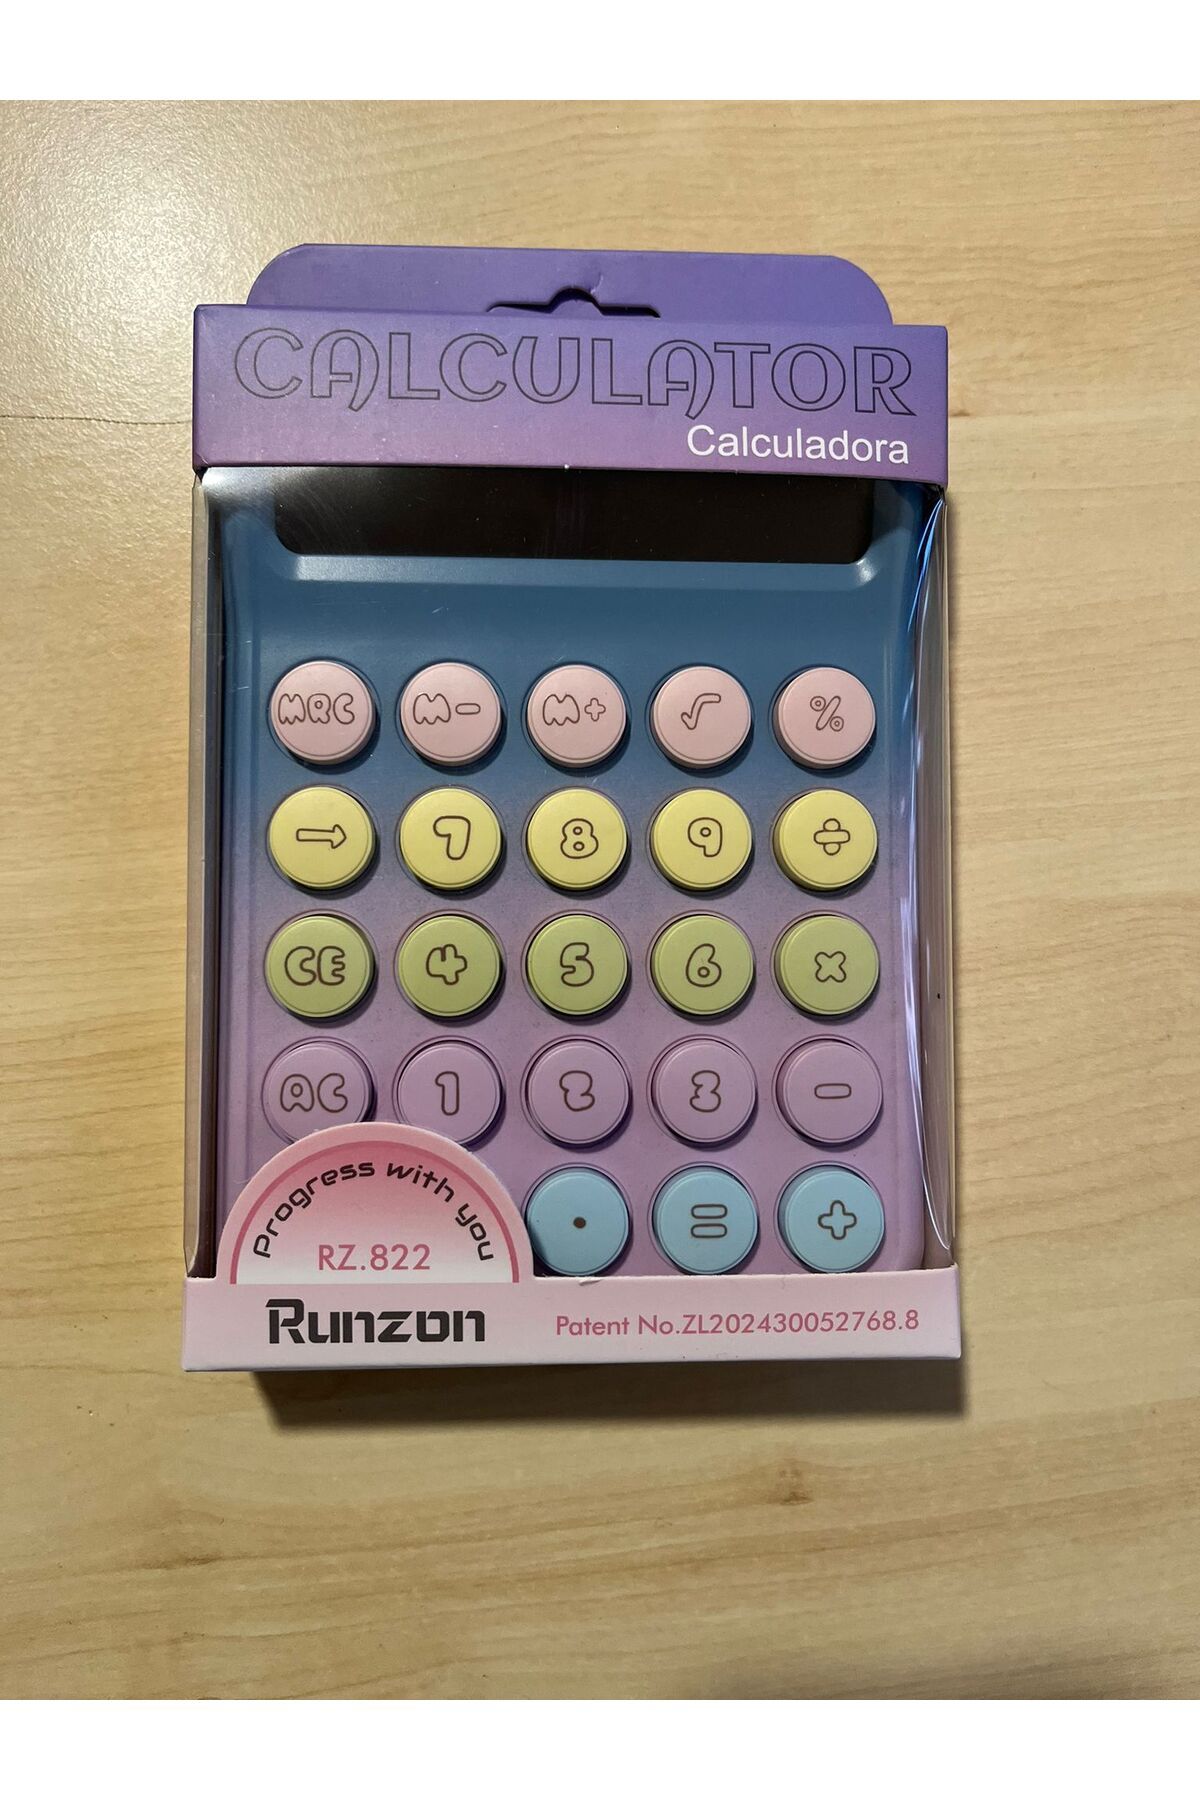 CALCULATOR
Calculadora
MRC M- M+ √ %
→ 7 8 9 ÷
CE 4 5 6 ×
AC 1 2 3 -
. = +
Progress with you
RZ.822
Runzon
Patent No.ZL202430052768.8